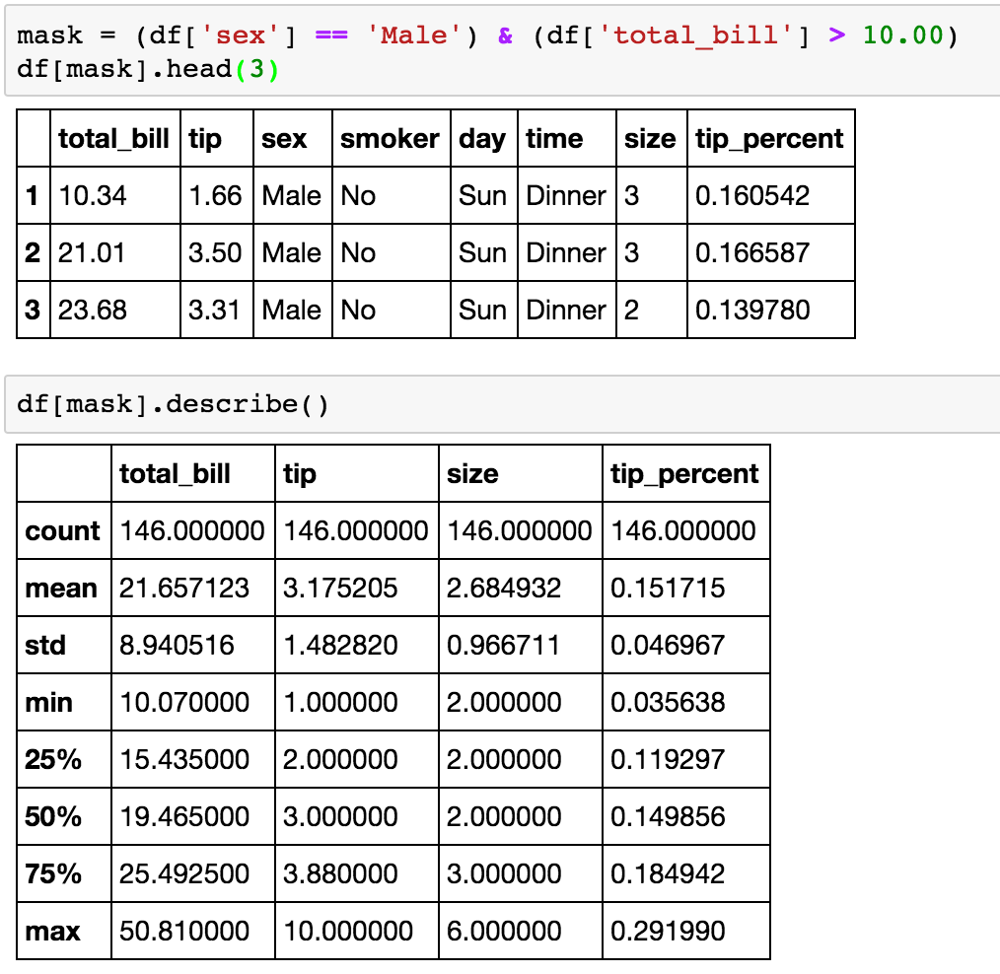 mask = (df['sex'] == 'Male') & (df['total_bill'] > 10.00)
df[mask].head(3)
total_bill tip sex smoker day time size tip_percent
1 10.34 1.66 Male No Sun Dinner 3 0.160542
2 21.01 3.50 Male No Sun Dinner 3 0.166587
3 23.68 3.31 Male No Sun Dinner 2 0.139780
df[mask].describe()
total_bill tip size tip_percent
count 146.000000 146.000000 146.000000 146.000000
mean 21.657123 3.175205 2.684932 0.151715
std 8.940516 1.482820 0.966711 0.046967
min 10.070000 1.000000 2.000000 0.035638
25% 15.435000 2.000000 2.000000 0.119297
50% 19.465000 3.000000 2.000000 0.149856
75% 25.492500 3.880000 3.000000 0.184942
max 50.810000 10.000000 6.000000 0.291990